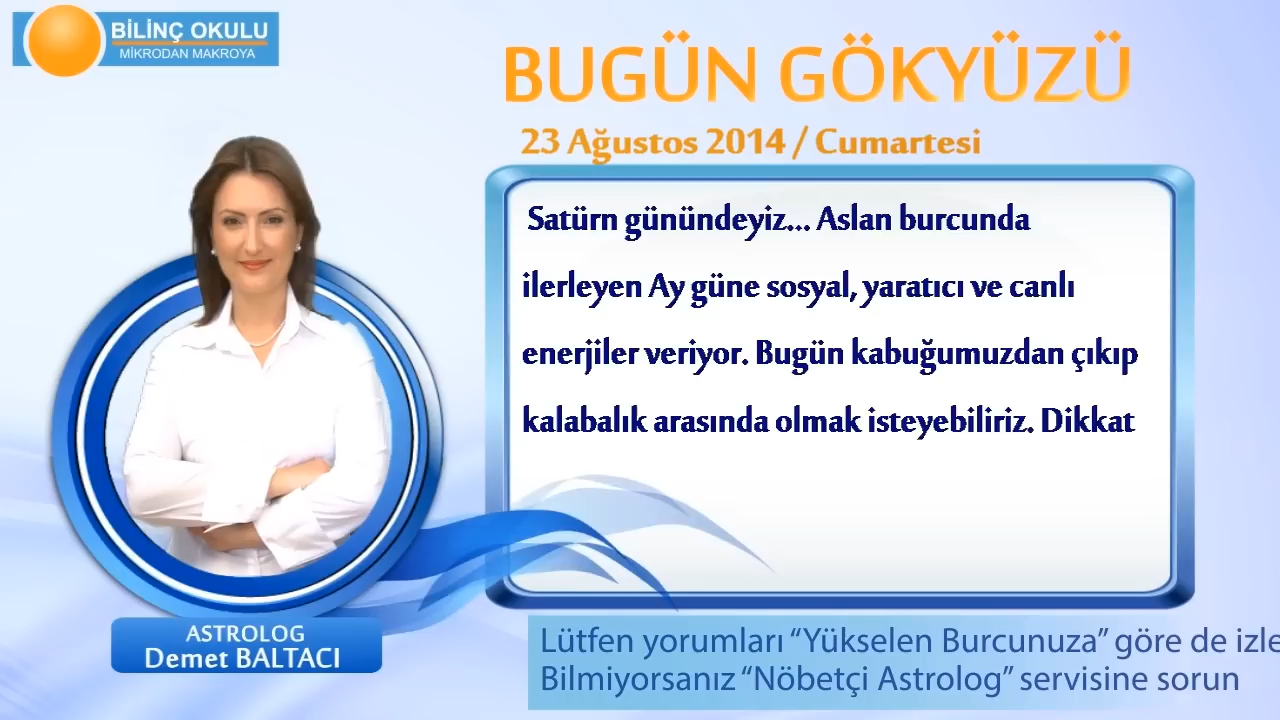 BİLİNÇ OKULU
MİKRODAN MAKROYA
BUGÜN GÖKYÜZÜ
23 Ağustos 2014 / Cumartesi
Satürn günündeyiz... Aslan burcunda
ilerleyen Ay güne sosyal, yaratıcı ve canlı
enerjiler veriyor. Bugün kabuğumuzdan çıkıp
kalabalık arasında olmak isteyebiliriz. Dikkat
ASTROLOG
Demet BALTACI
Lütfen yorumları “Yükselen Burcunuza” göre de izle
Bilmiyorsanız “Nöbetçi Astrolog” servisine sorun